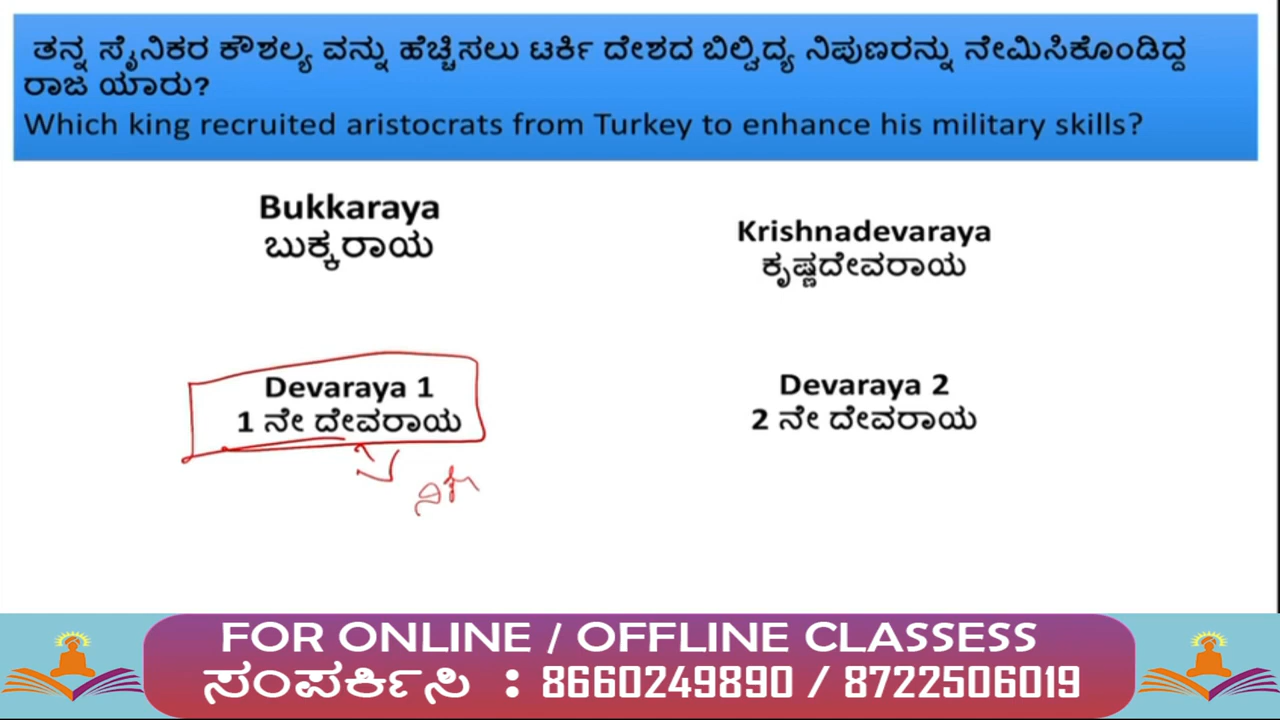 ತನ್ನ ಸೈನಿಕರ ಕೌಶಲ್ಯ ವನ್ನು ಹೆಚ್ಚಿಸಲು ಟರ್ಕಿ ದೇಶದ ಬಿಲ್ವಿದ್ಯ ನಿಪುಣರನ್ನು ನೇಮಿಸಿಕೊಂಡಿದ್ದ
ರಾಜ ಯಾರು?
Which king recruited aristocrats from Turkey to enhance his military skills?
Bukkaraya
ಬುಕ್ಕರಾಯ
Krishnadevaraya
ಕೃಷ್ಣದೇವರಾಯ
Devaraya 1
1 ನೇ ದೇವರಾಯ
Devaraya 2
2 ನೇ ದೇವರಾಯ
FOR ONLINE / OFFLINE CLASSESS
ಸಂಪರ್ಕಿಸಿ : 8660249890 / 8722506019